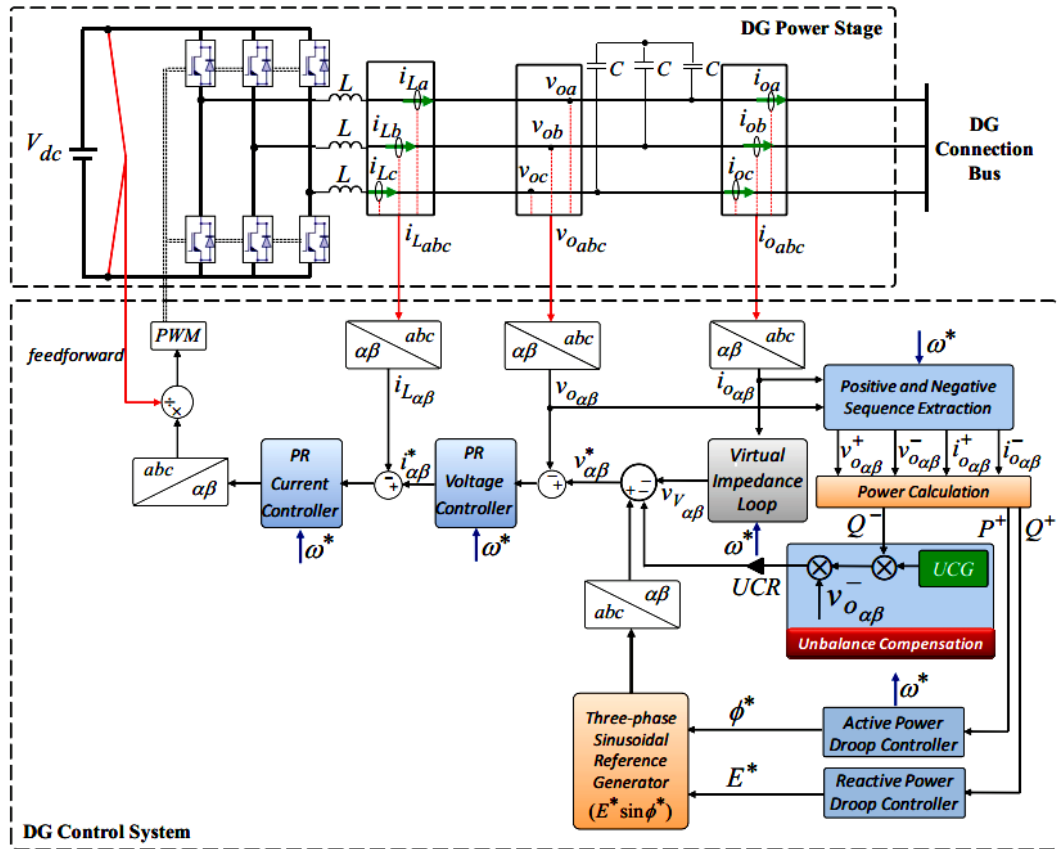 DG Power Stage
V_dc
L
L
L
i_La
i_Lb
i_Lc
v_oa
v_ob
v_oc
C
C
C
i_oa
i_ob
i_oc
DG
Connection
Bus
i_Labc
v_oabc
i_oabc
feedforward
PWM
÷
×
abc
αβ
abc
αβ
abc
αβ
i_Lαβ
v_oαβ
i_oαβ
ω*
Positive and Negative
Sequence Extraction
v+_oαβ
v−_oαβ
i+_oαβ
i−_oαβ
Power Calculation
Q−
P+
Q+
abc
αβ
PR
Current
Controller
ω*
- +
i*_αβ
PR
Voltage
Controller
ω*
- +
v*_αβ
+ - -
v_Vαβ
Virtual
Impedance
Loop
ω*
UCR
UCG
v−_oαβ
Unbalance Compensation
αβ
abc
Three-phase
Sinusoidal
Reference
Generator
(E* sin ϕ*)
ϕ*
E*
ω*
Active Power
Droop Controller
Reactive Power
Droop Controller
DG Control System